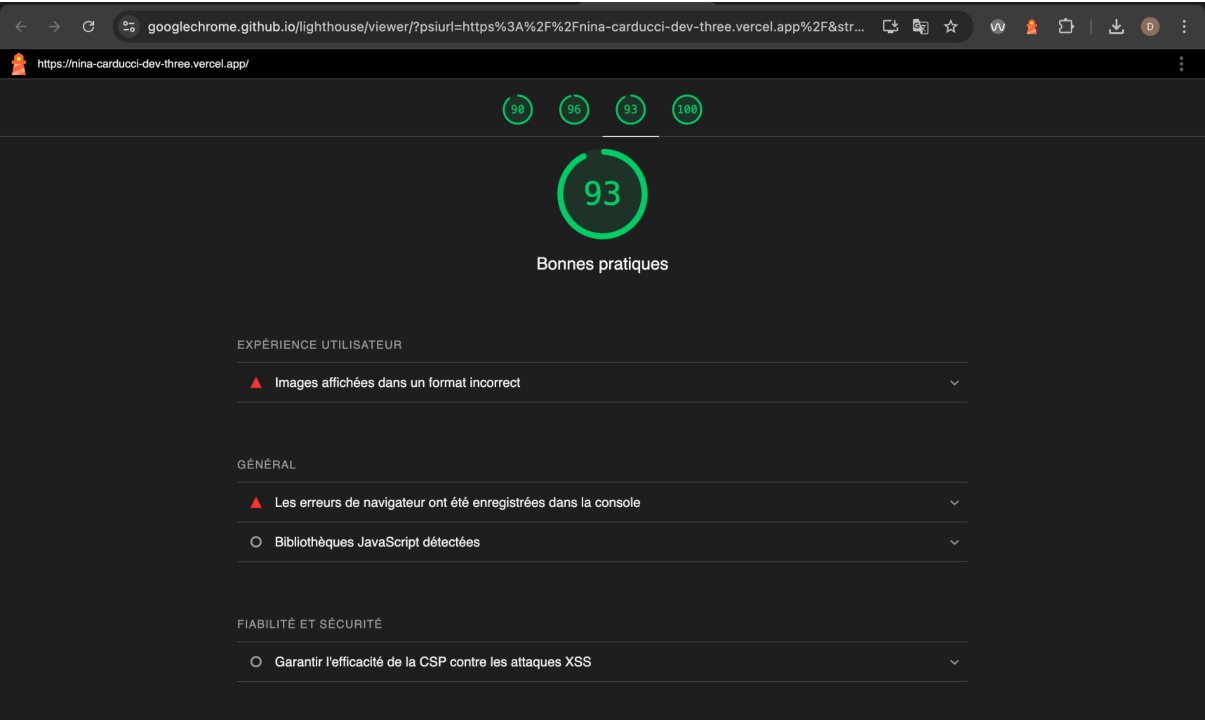 googlechrome.github.io/lighthouse/viewer/?psiurl=https%3A%2F%2Fnina-carducci-dev-three.vercel.app%2F&str...
D
https://nina-carducci-dev-three.vercel.app/
90 96 93 100
93
Bonnes pratiques
EXPÉRIENCE UTILISATEUR
Images affichées dans un format incorrect
GÉNÉRAL
Les erreurs de navigateur ont été enregistrées dans la console
Bibliothèques JavaScript détectées
FIABILITÉ ET SÉCURITÉ
Garantir l'efficacité de la CSP contre les attaques XSS